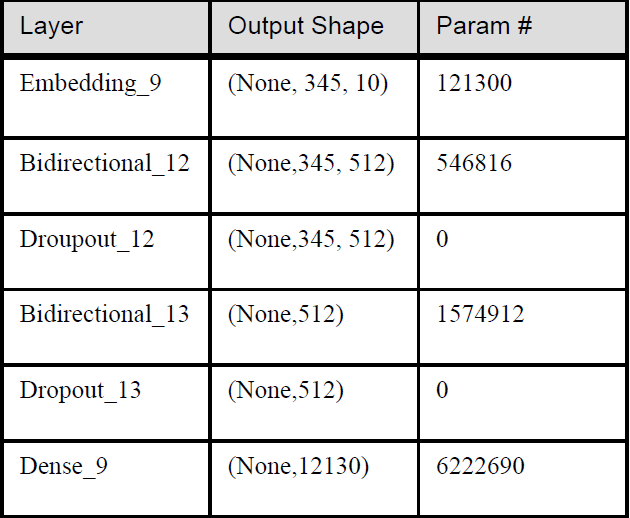 Layer Output Shape Param #
Embedding_9 (None, 345, 10) 121300
Bidirectional_12 (None,345, 512) 546816
Droupout_12 (None,345, 512) 0
Bidirectional_13 (None,512) 1574912
Dropout_13 (None,512) 0
Dense_9 (None,12130) 6222690